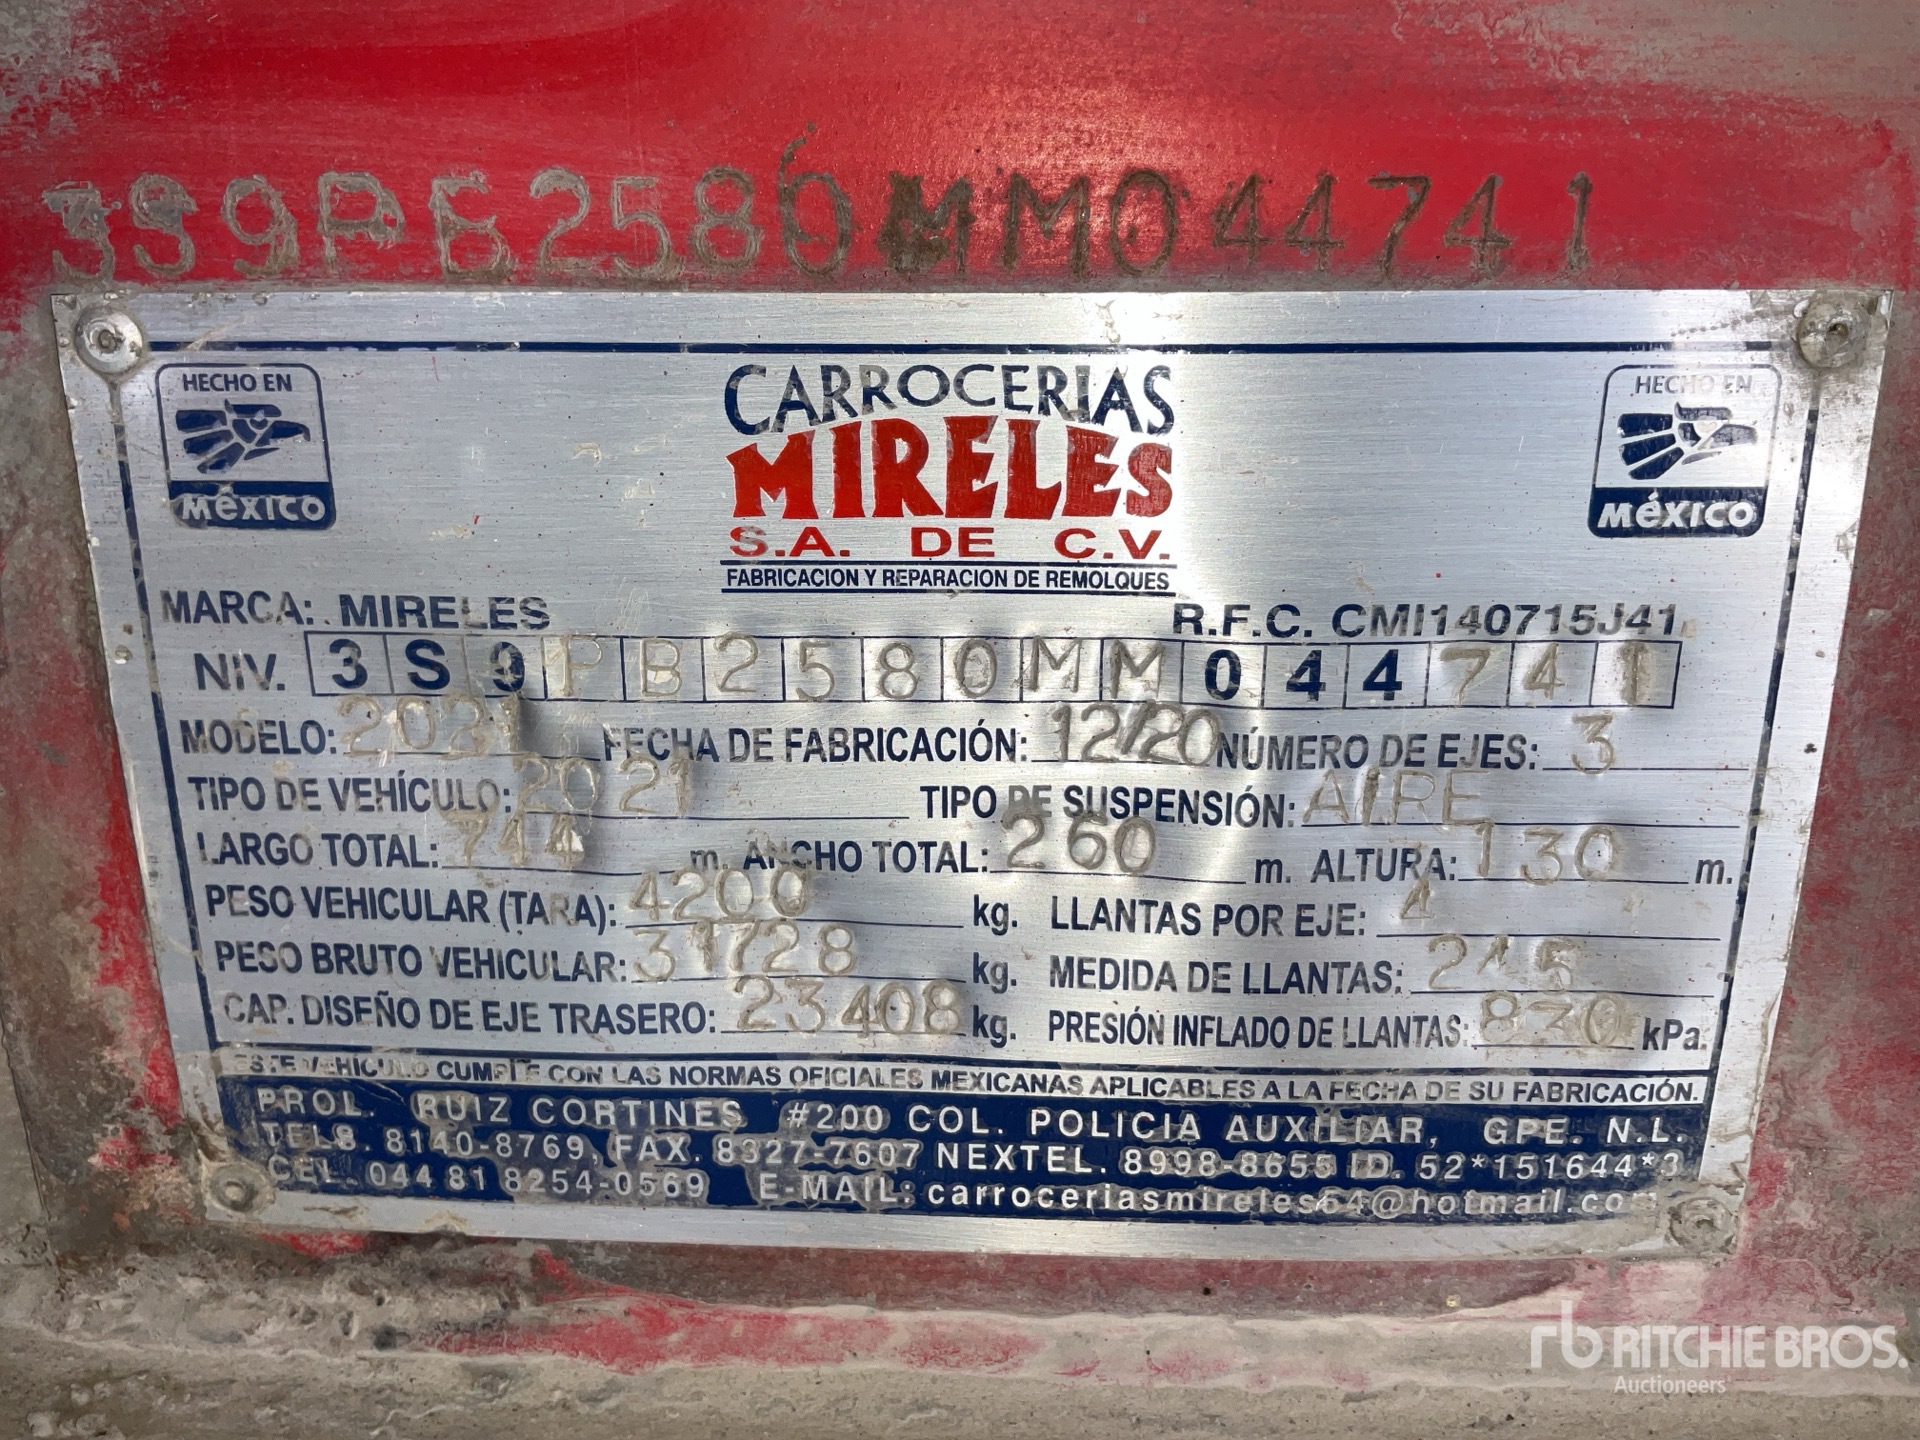 3S9PB2580MM044741
HECHO EN
MéXICO
CARROCERIAS
MIRELES
S.A. DE C.V.
FABRICACION Y REPARACION DE REMOLQUES
HECHO EN
MéXICO
MARCA: MIRELES R.F.C. CMI140715J41
NIV. 3S9PB2580MM044741
MODELO: 2021 FECHA DE FABRICACIÓN: 12/20 NÚMERO DE EJES: 3
TIPO DE VEHÍCULO: 2021 TIPO DE SUSPENSIÓN: AIRE
LARGO TOTAL: 744 m. ANCHO TOTAL: 260 m. ALTURA: 130 m.
PESO VEHICULAR (TARA): 4200 kg. LLANTAS POR EJE: 4
PESO BRUTO VEHICULAR: 31728 kg. MEDIDA DE LLANTAS: 245
CAP. DISEÑO DE EJE TRASERO: 23408 kg. PRESIÓN INFLADO DE LLANTAS: 830 kPa.
ESTE VEHICULO CUMPLE CON LAS NORMAS OFICIALES MEXICANAS APLICABLES A LA FECHA DE SU FABRICACIÓN.
PROL. RUIZ CORTINES #200 COL. POLICIA AUXILIAR, GPE. N.L.
TELS. 8140-8769, FAX. 8327-7607 NEXTEL. 8998-8655 ID. 52*151644*3
CEL. 044 81 8254-0569 E-MAIL: carroceriasmireles64@hotmail.com
rb RITCHIE BROS.
Auctioneers